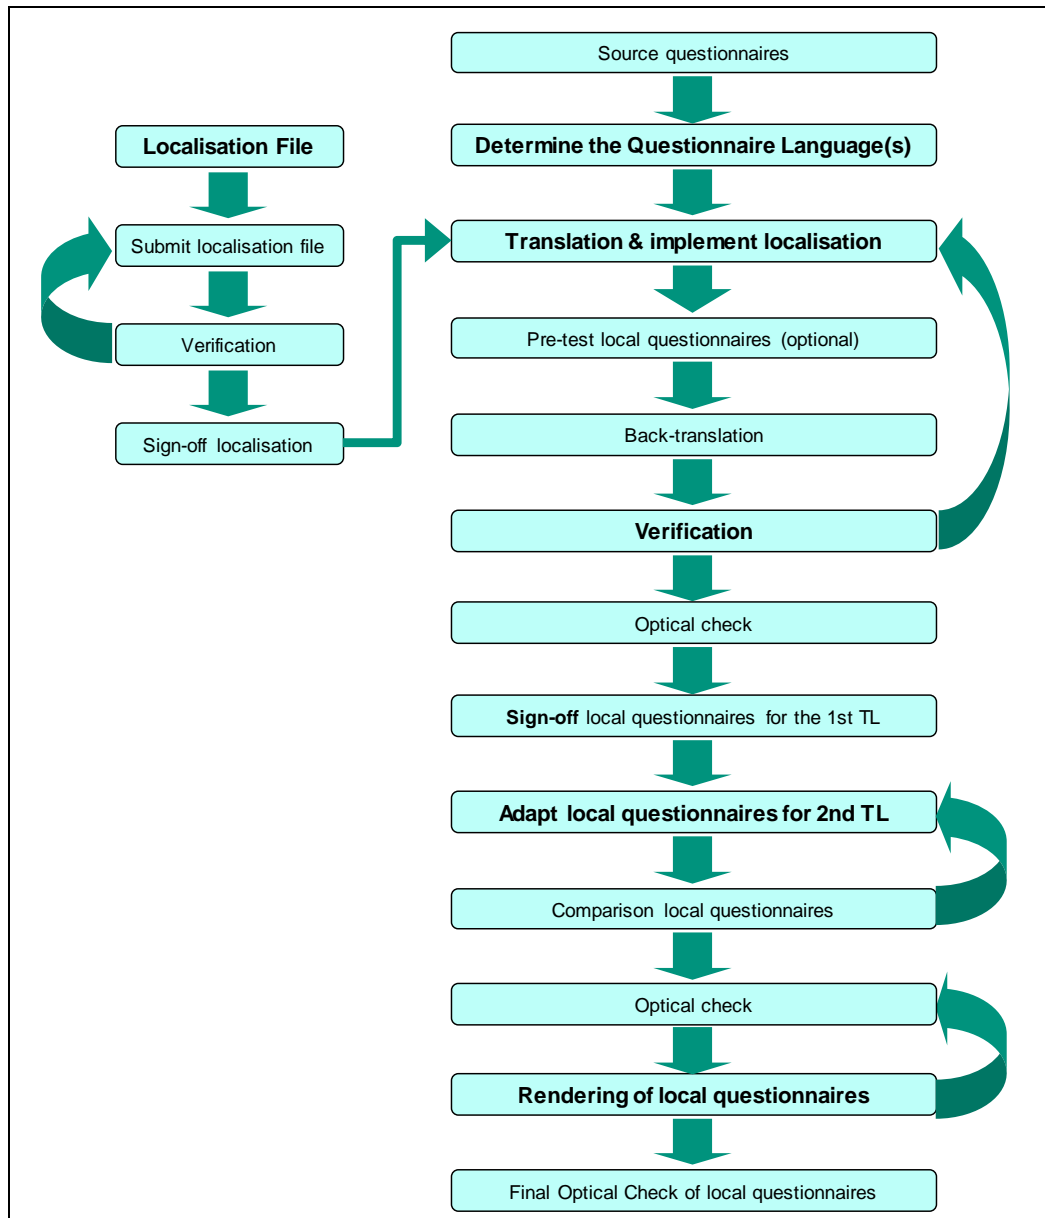 Source questionnaires
Localisation File
Determine the Questionnaire Language(s)
Submit localisation file
Translation & implement localisation
Verification
Pre-test local questionnaires (optional)
Sign-off localisation
Back-translation
Verification
Optical check
Sign-off local questionnaires for the 1st TL
Adapt local questionnaires for 2nd TL
Comparison local questionnaires
Optical check
Rendering of local questionnaires
Final Optical Check of local questionnaires